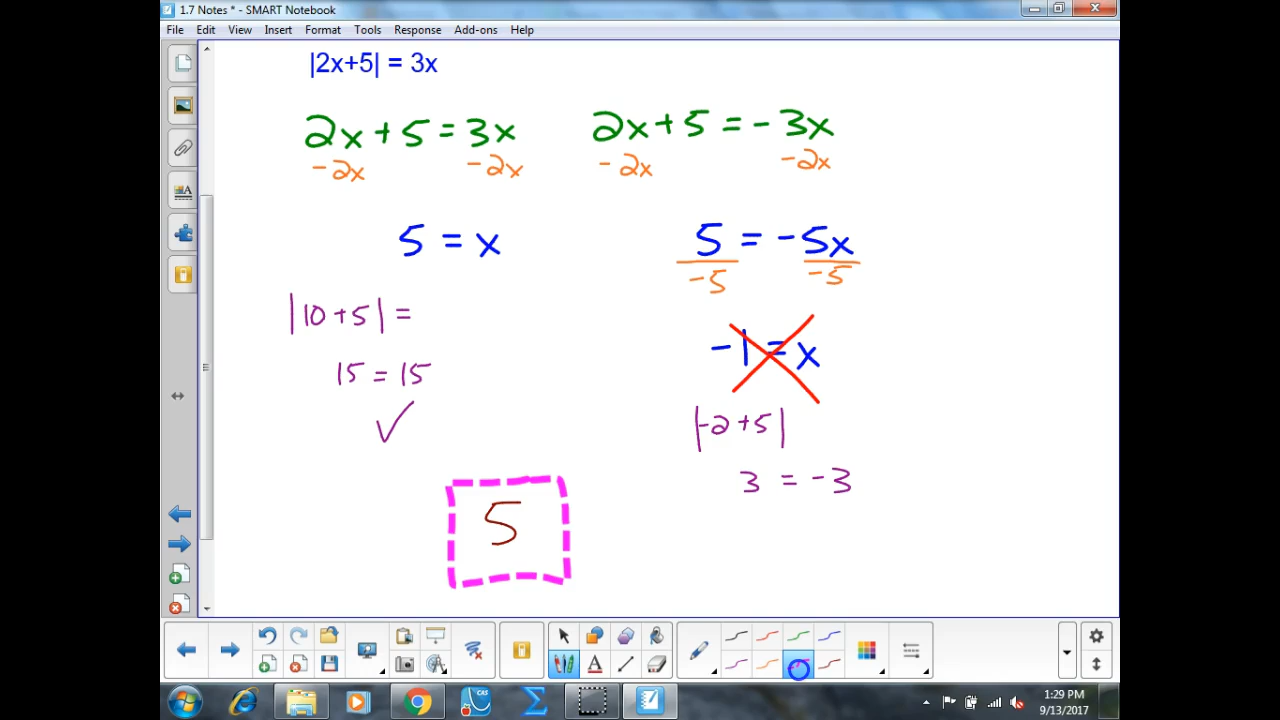 1.7 Notes * - SMART Notebook
File Edit View Insert Format Tools Response Add-ons Help
|2x+5| = 3x
2x + 5 = 3x
-2x -2x
5 = x
|10 + 5| =
15 = 15
✓
2x + 5 = - 3x
-2x -2x
5 = -5x
-5 -5
-1 = x
|-2 + 5|
3 = -3
5
CAS
1:29 PM
9/13/2017